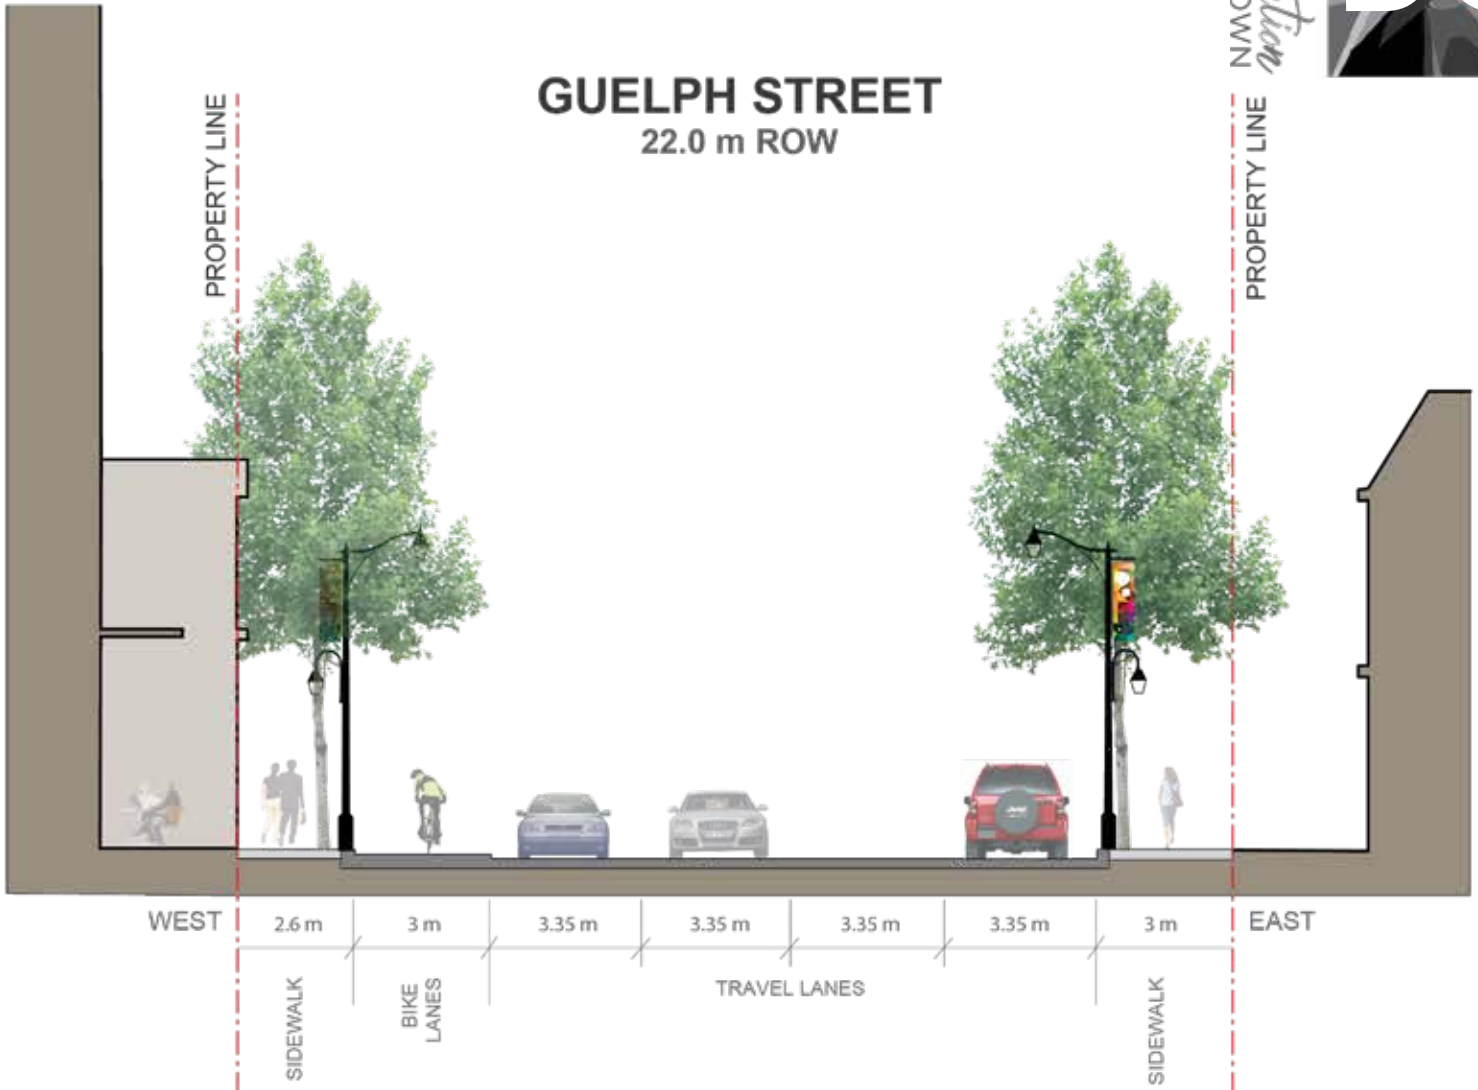 GUELPH STREET
22.0 m ROW
PROPERTY LINE
PROPERTY LINE
WEST
2.6 m
3 m
3.35 m
3.35 m
3.35 m
3.35 m
3 m
EAST
SIDEWALK
BIKE
LANES
TRAVEL LANES
SIDEWALK